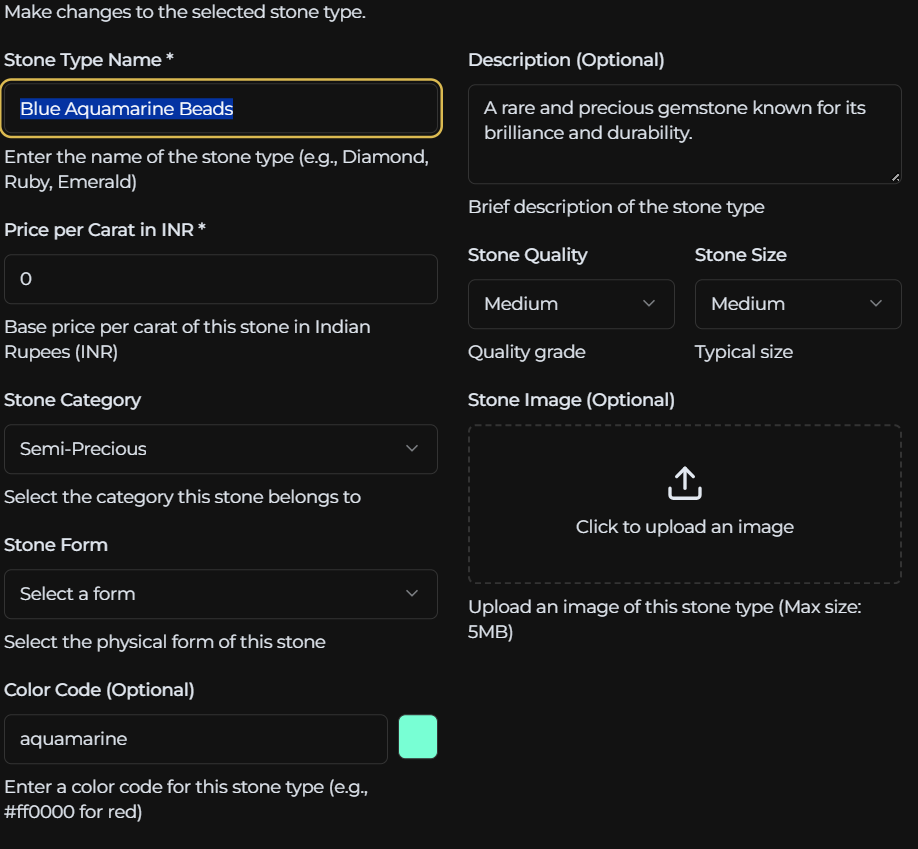 Make changes to the selected stone type.
Stone Type Name *
Blue Aquamarine Beads
Enter the name of the stone type (e.g., Diamond,
Ruby, Emerald)
Price per Carat in INR *
0
Base price per carat of this stone in Indian
Rupees (INR)
Stone Category
Semi-Precious
Select the category this stone belongs to
Stone Form
Select a form
Select the physical form of this stone
Color Code (Optional)
aquamarine
Enter a color code for this stone type (e.g.,
#ff0000 for red)
Description (Optional)
A rare and precious gemstone known for its
brilliance and durability.
Brief description of the stone type
Stone Quality
Medium
Quality grade
Stone Size
Medium
Typical size
Stone Image (Optional)
Click to upload an image
Upload an image of this stone type (Max size:
5MB)